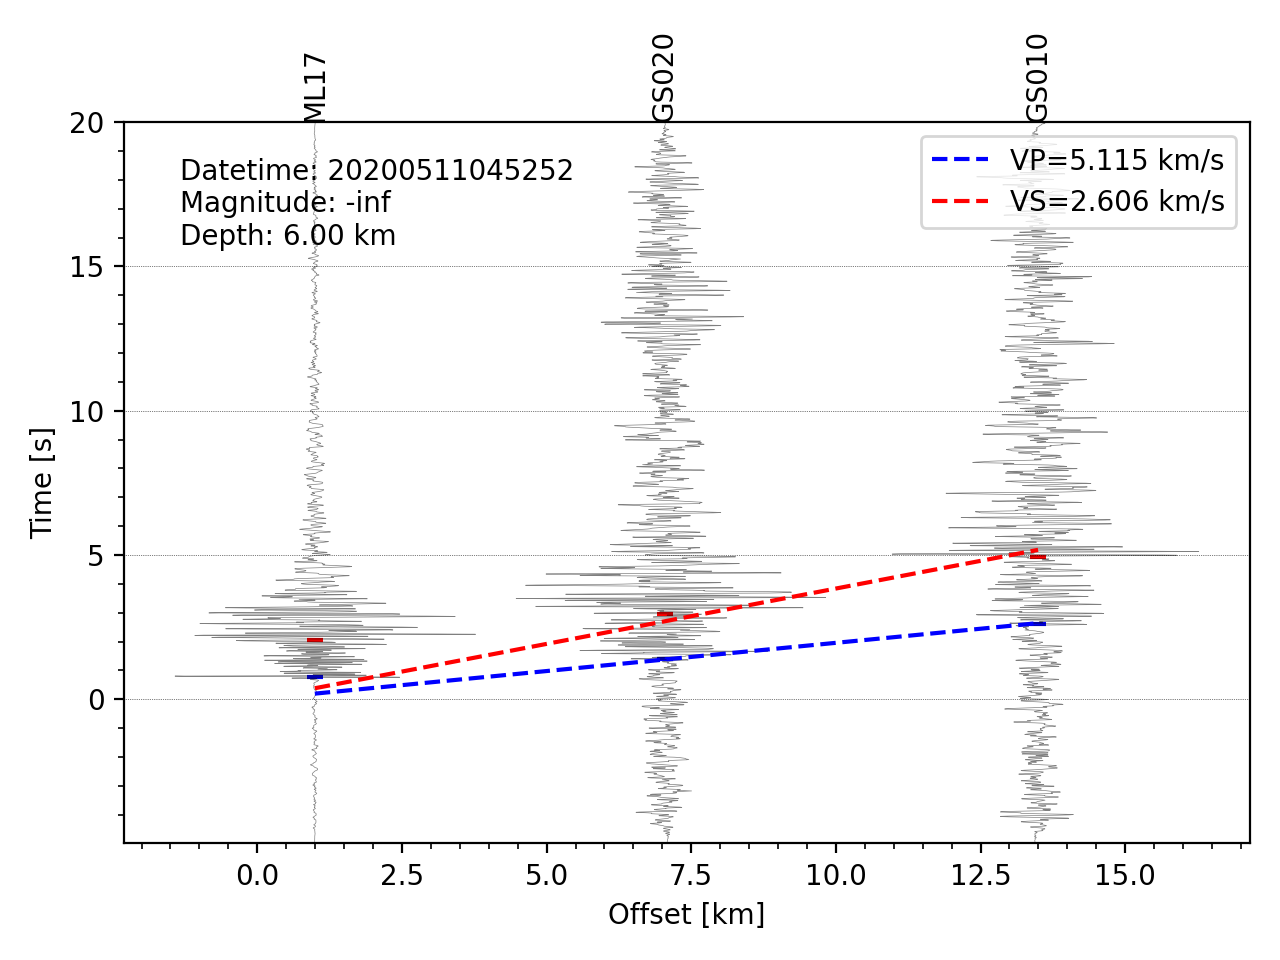 ML17
GS020
GS010
20
15
10
5
0
Time [s]
Datetime: 20200511045252
Magnitude: -inf
Depth: 6.00 km
VP=5.115 km/s
VS=2.606 km/s
0.0 2.5 5.0 7.5 10.0 12.5 15.0
Offset [km]